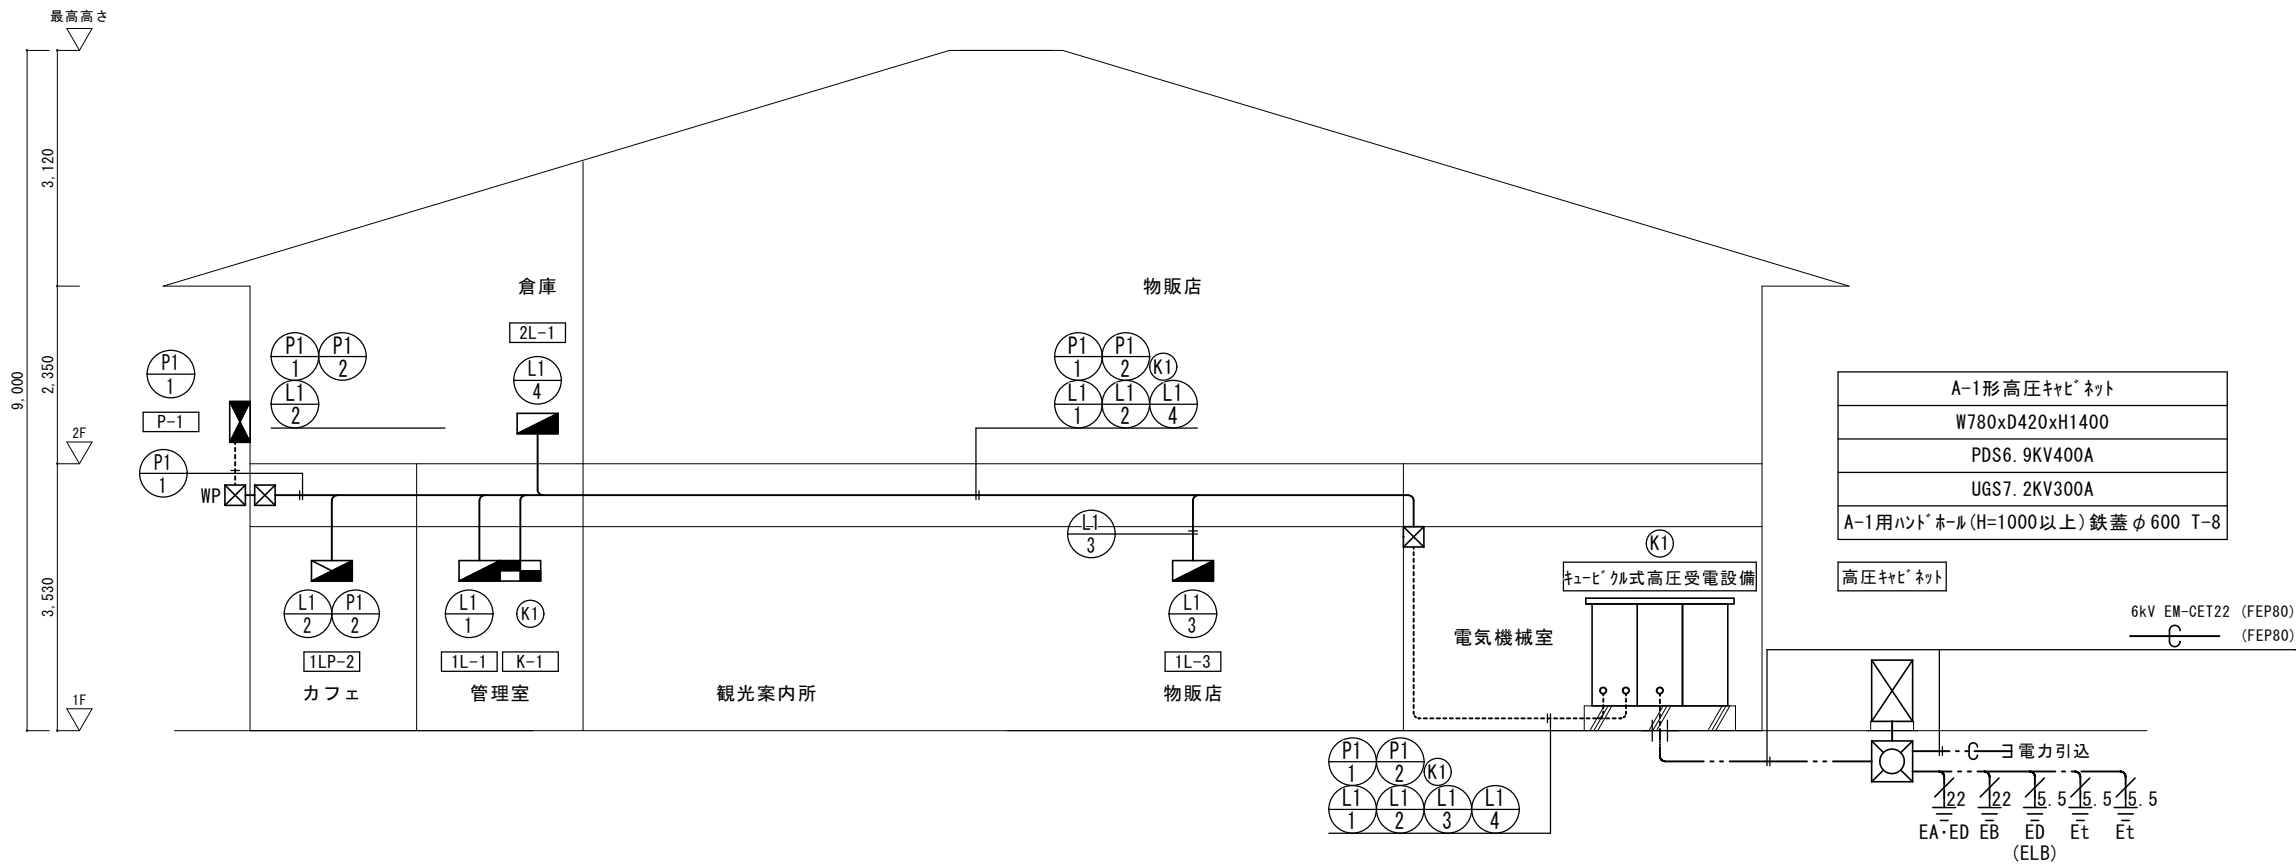 最高高さ
3,120
9,000
2,350
3,530
2F
1F
倉庫
物販店
2L-1
L1
4
P1
1
P-1
P1
1
WP
P1
1
P1
2
L1
2
P1
1
P1
2
K1
L1
1
L1
2
L1
4
L1
3
L1
2
P1
2
1LP-2
カフェ
L1
1
K1
1L-1
K-1
管理室
観光案内所
L1
3
1L-3
物販店
K1
キュービクル式高圧受電設備
電気機械室
P1
1
P1
2
K1
L1
1
L1
2
L1
3
L1
4
A-1形高圧キャビネット
W780xD420xH1400
PDS6.9KV400A
UGS7.2KV300A
A-1用ハンドホール(H=1000以上)鉄蓋φ600 T-8
高圧キャビネット
6kV EM-CET22 (FEP80)
(FEP80)
電力引込
22
22
5.5
5.5
5.5
EA・ED
EB
ED
Et
Et
(ELB)